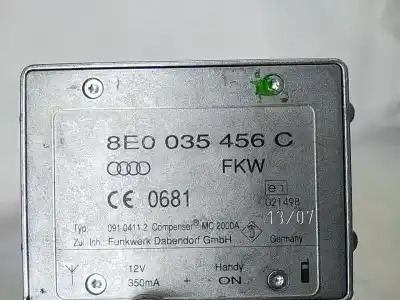 8E0 035 456 C
FKW
CE 0681
e1
021498
13/07
Typ: 091 0411.2 Compenser® MC 2000A
Zul. Inh.: Funkwerk Dabendorf GmbH Germany
12V Handy
350mA + ON